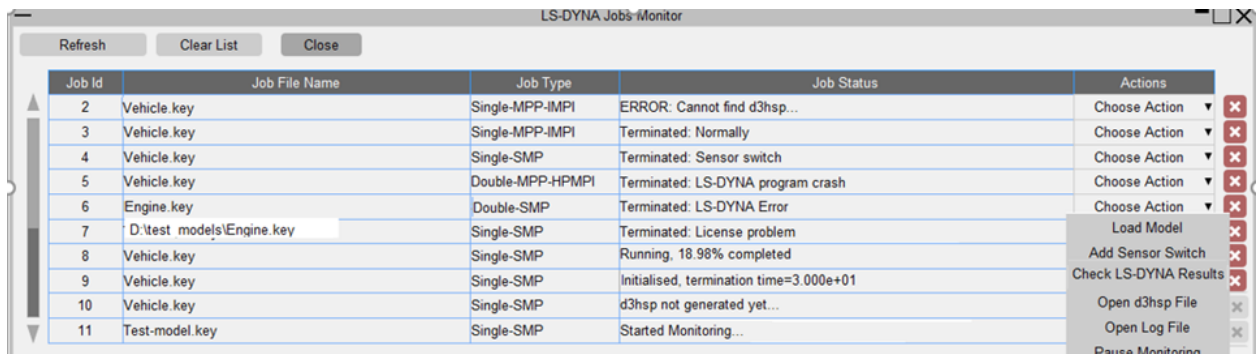 LS-DYNA Jobs Monitor
Refresh Clear List Close
Job Id Job File Name Job Type Job Status Actions
2 Vehicle.key Single-MPP-IMPI ERROR: Cannot find d3hsp... Choose Action
3 Vehicle.key Single-MPP-IMPI Terminated: Normally Choose Action
4 Vehicle.key Single-SMP Terminated: Sensor switch Choose Action
5 Vehicle.key Double-MPP-HPMPI Terminated: LS-DYNA program crash Choose Action
6 Engine.key Double-SMP Terminated: LS-DYNA Error Choose Action
7 D:\test_models\Engine.key Single-SMP Terminated: License problem Load Model
8 Vehicle.key Single-SMP Running, 18.98% completed Add Sensor Switch
9 Vehicle.key Single-SMP Initialised, termination time=3.000e+01 Check LS-DYNA Results
10 Vehicle.key Single-SMP d3hsp not generated yet... Open d3hsp File
11 Test-model.key Single-SMP Started Monitoring... Open Log File
Pause Monitoring